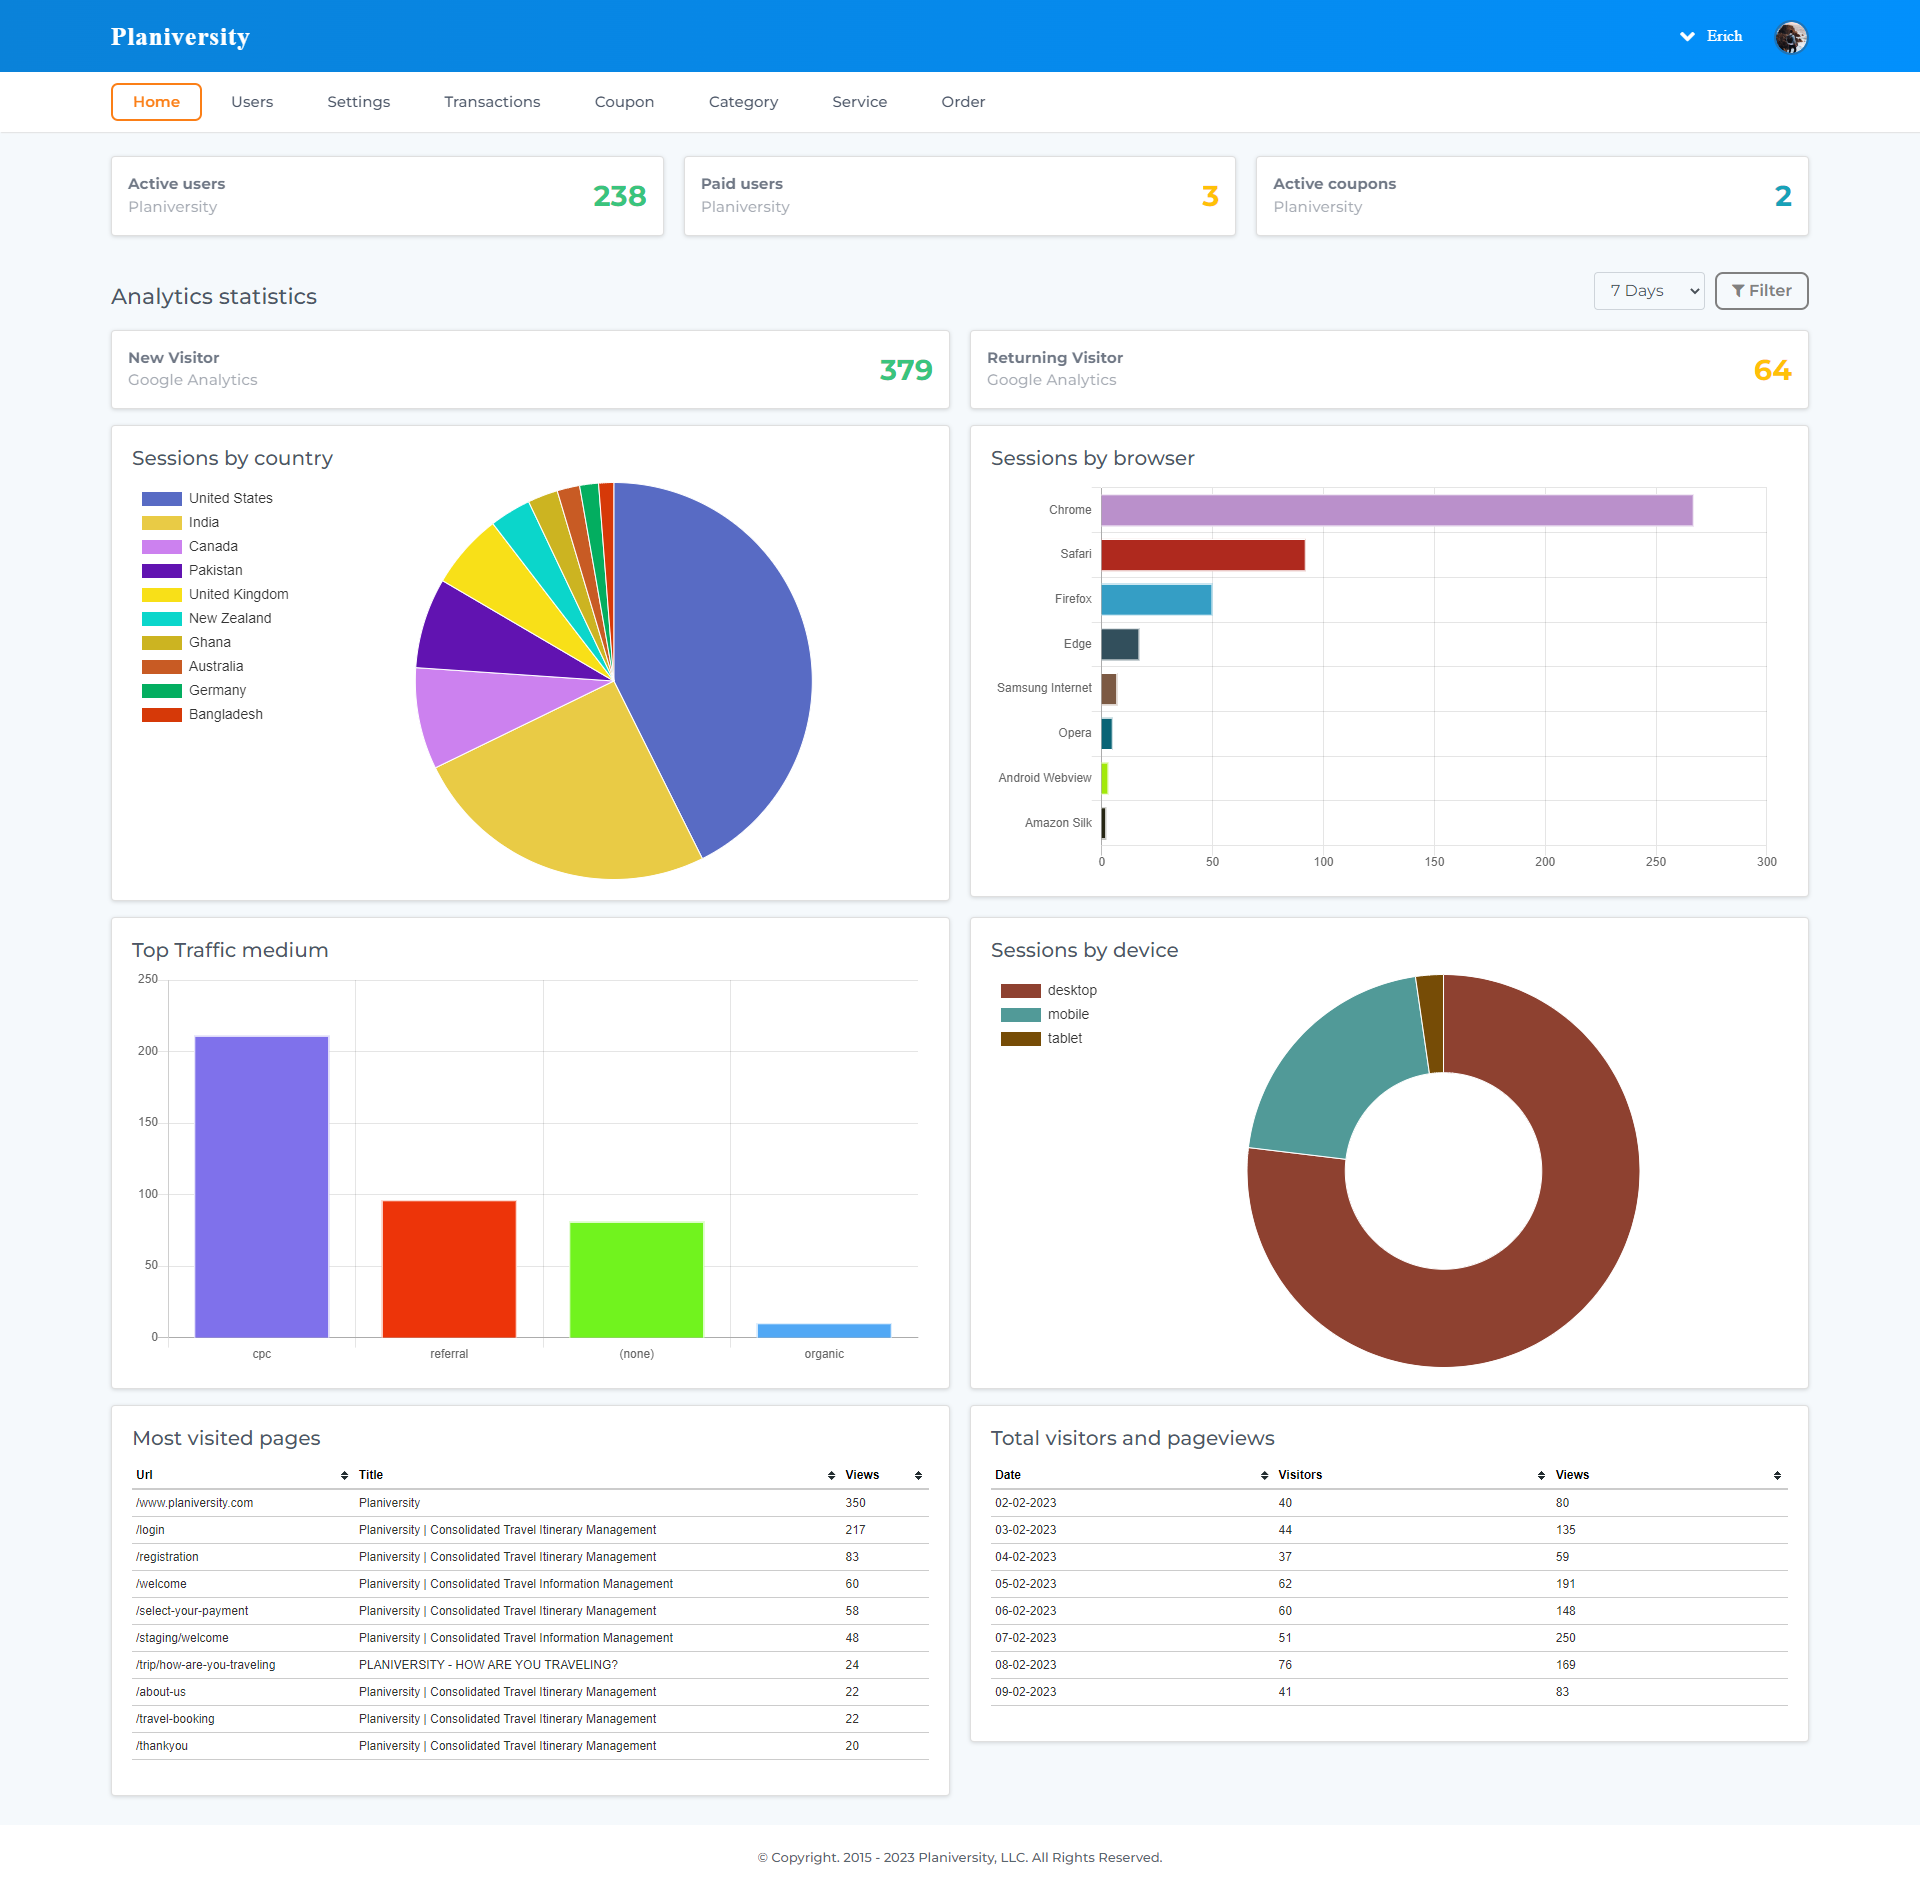 Planiversity
Erich
Home Users Settings Transactions Coupon Category Service Order
Active users
Planiversity
238
Paid users
Planiversity
3
Active coupons
Planiversity
2
Analytics statistics
7 Days
Filter
New Visitor
Google Analytics
379
Returning Visitor
Google Analytics
64
Sessions by country
United States
India
Canada
Pakistan
United Kingdom
New Zealand
Ghana
Australia
Germany
Bangladesh
Sessions by browser
Chrome
Safari
Firefox
Edge
Samsung Internet
Opera
Android Webview
Amazon Silk
0 50 100 150 200 250 300
Top Traffic medium
250
200
150
100
50
0
cpc referral (none) organic
Sessions by device
desktop
mobile
tablet
Most visited pages
Url Title Views
/www.planiversity.com Planiversity 350
/login Planiversity | Consolidated Travel Itinerary Management 217
/registration Planiversity | Consolidated Travel Itinerary Management 83
/welcome Planiversity | Consolidated Travel Information Management 60
/select-your-payment Planiversity | Consolidated Travel Itinerary Management 58
/staging/welcome Planiversity | Consolidated Travel Information Management 48
/trip/how-are-you-traveling PLANIVERSITY - HOW ARE YOU TRAVELING? 24
/about-us Planiversity | Consolidated Travel Itinerary Management 22
/travel-booking Planiversity | Consolidated Travel Itinerary Management 22
/thankyou Planiversity | Consolidated Travel Itinerary Management 20
Total visitors and pageviews
Date Visitors Views
02-02-2023 40 80
03-02-2023 44 135
04-02-2023 37 59
05-02-2023 62 191
06-02-2023 60 148
07-02-2023 51 250
08-02-2023 76 169
09-02-2023 41 83
© Copyright. 2015 - 2023 Planiversity, LLC. All Rights Reserved.